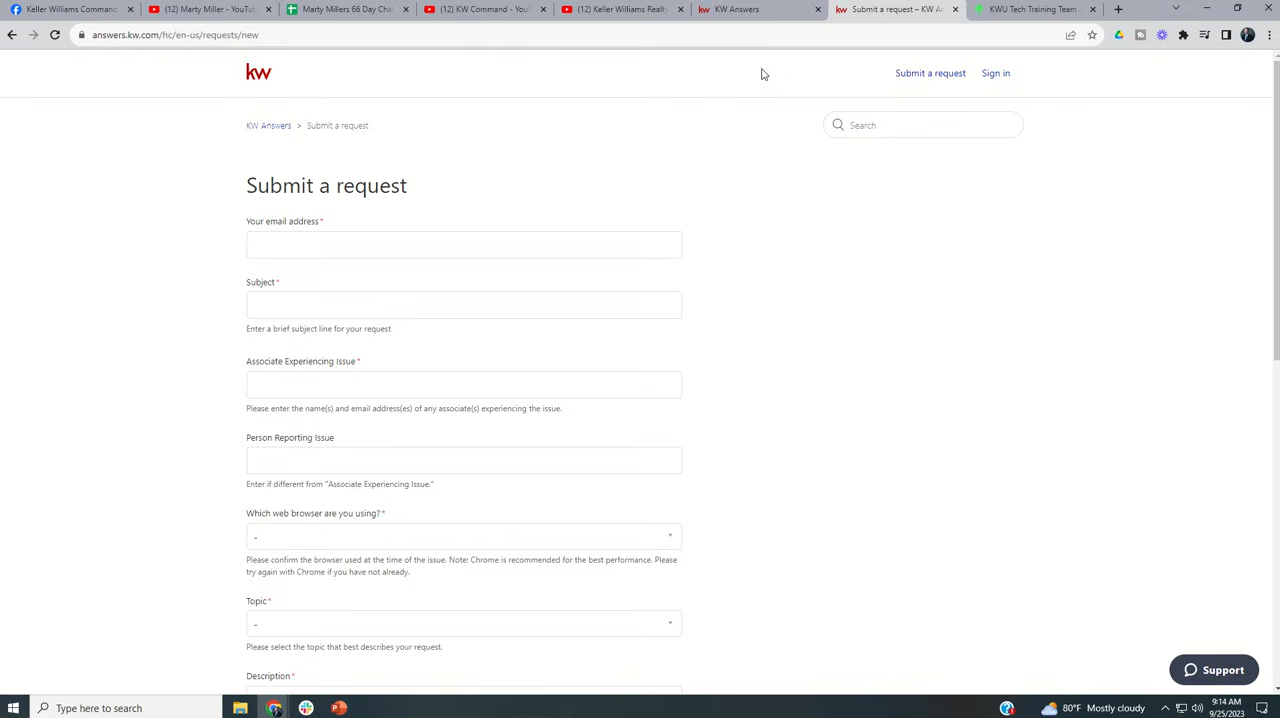 Keller Williams Command
(12) Marty Miller - YouTu
Marty Millers 66 Day Chal
(12) KW Command - YouT
(12) Keller Williams Realt
KW Answers
Submit a request – KW An
KWU Tech Training Team
answers.kw.com/hc/en-us/requests/new
kw
Submit a request
Sign in
KW Answers > Submit a request
Search
Submit a request
Your email address*
Subject*
Enter a brief subject line for your request
Associate Experiencing Issue*
Please enter the name(s) and email address(es) of any associate(s) experiencing the issue.
Person Reporting Issue
Enter if different from "Associate Experiencing Issue."
Which web browser are you using?*
-
Please confirm the browser used at the time of the issue. Note: Chrome is recommended for the best performance. Please
try again with Chrome if you have not already.
Topic*
-
Please select the topic that best describes your request.
Description*
Support
Type here to search
80°F Mostly cloudy
9:14 AM
9/25/2023